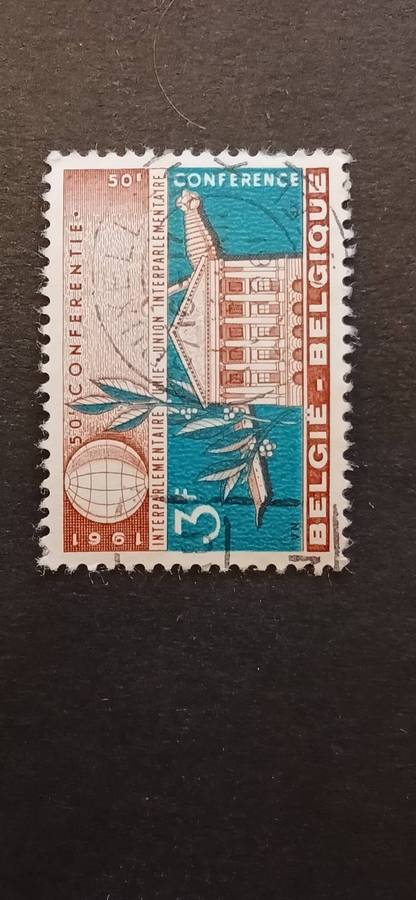 50ᵉ CONFERENCE
50ᵉ CONFERENTIE
INTERPARLEMENTAIRE UNIE · UNION INTERPARLEMENTAIRE
1961
3F
BELGIË - BELGIQUE